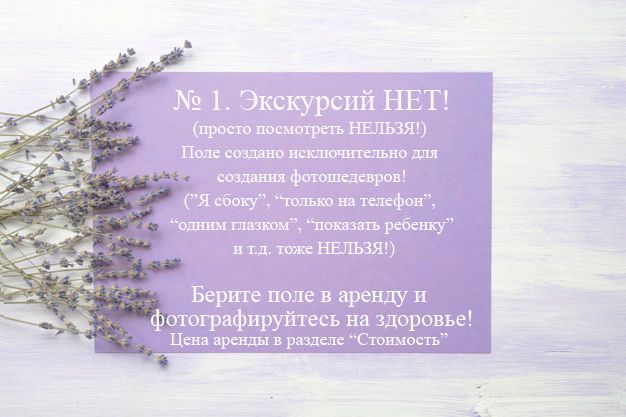 № 1. Экскурсий НЕТ!
(просто посмотреть НЕЛЬЗЯ!)
Поле создано исключительно для
создания фотошедевров!
(”Я сбоку”, “только на телефон”,
“одним глазком”, “показать ребенку”
и т.д. тоже НЕЛЬЗЯ!)
Берите поле в аренду и
фотографируйтесь на здоровье!
Цена аренды в разделе “Стоимость”